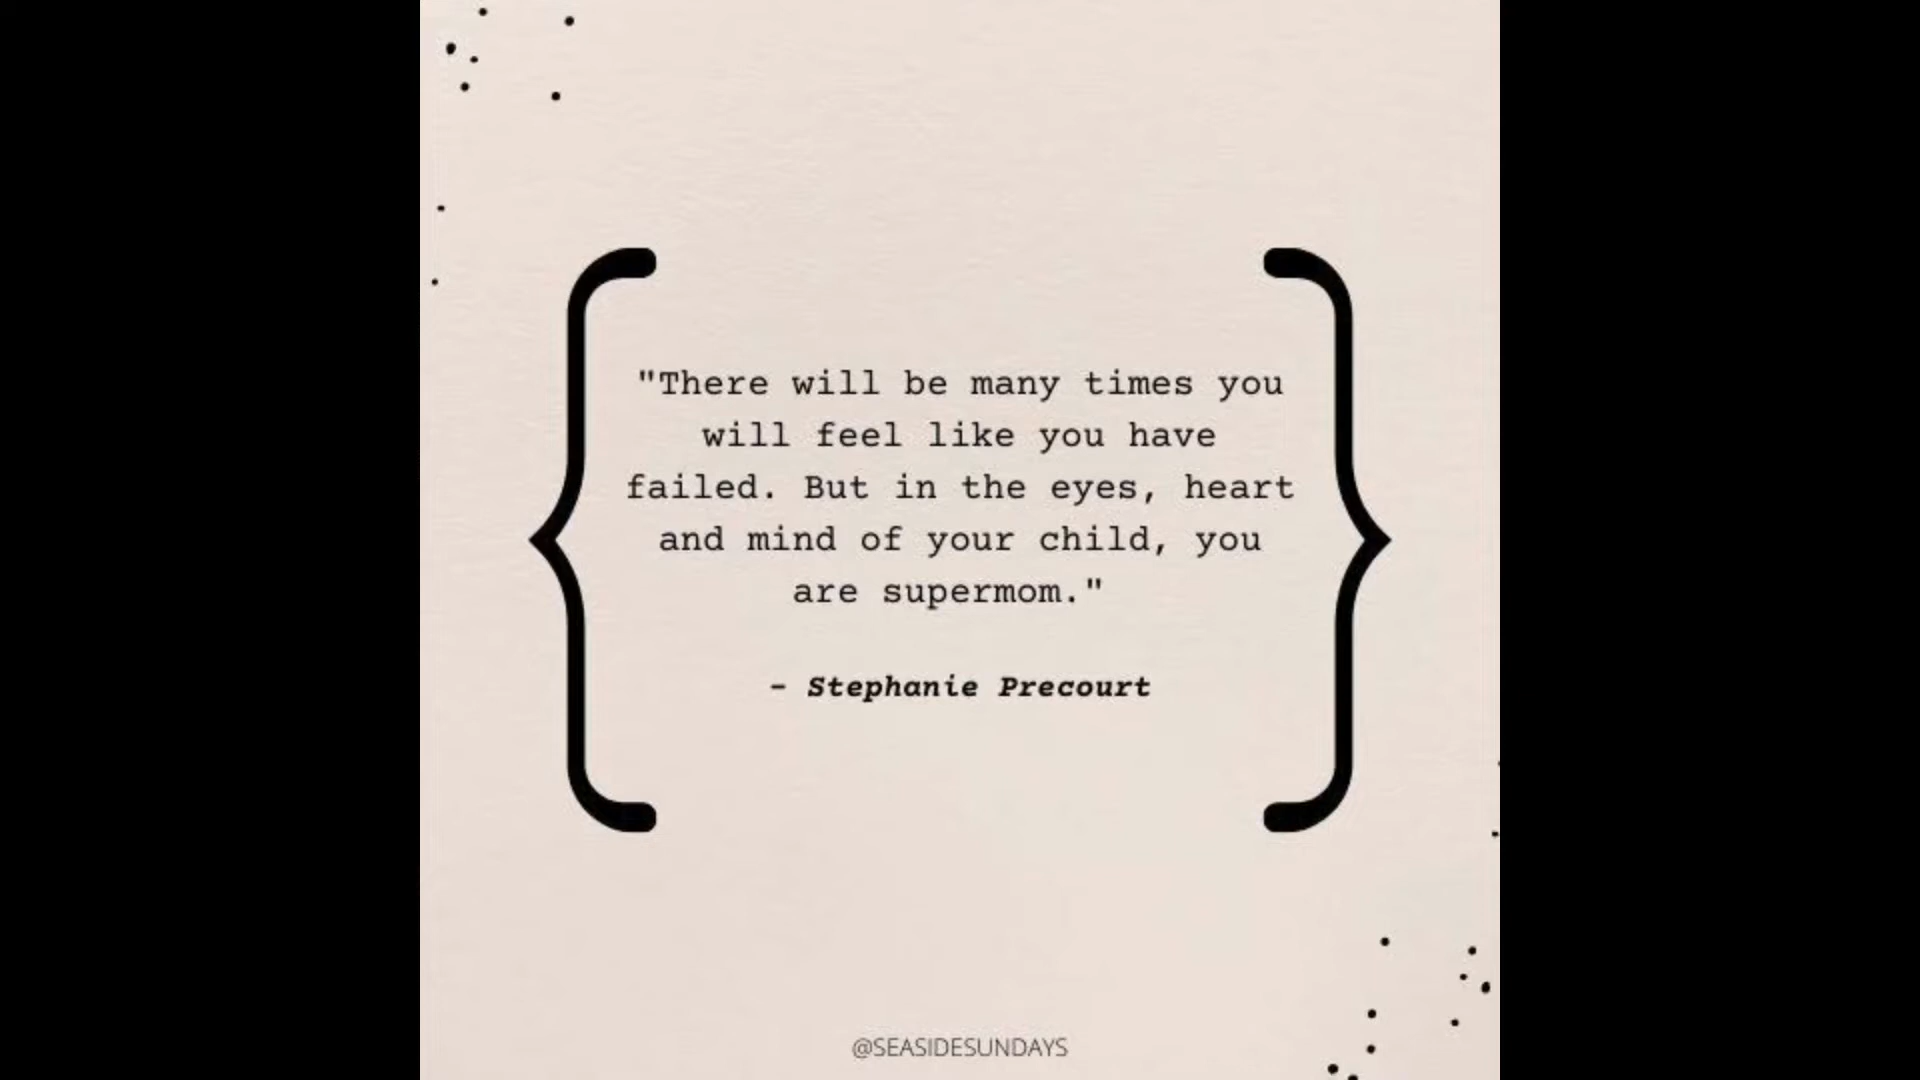 "There will be many times you
will feel like you have
failed. But in the eyes, heart
and mind of your child, you
are supermom."
- Stephanie Precourt
@SEASIDESUNDAYS